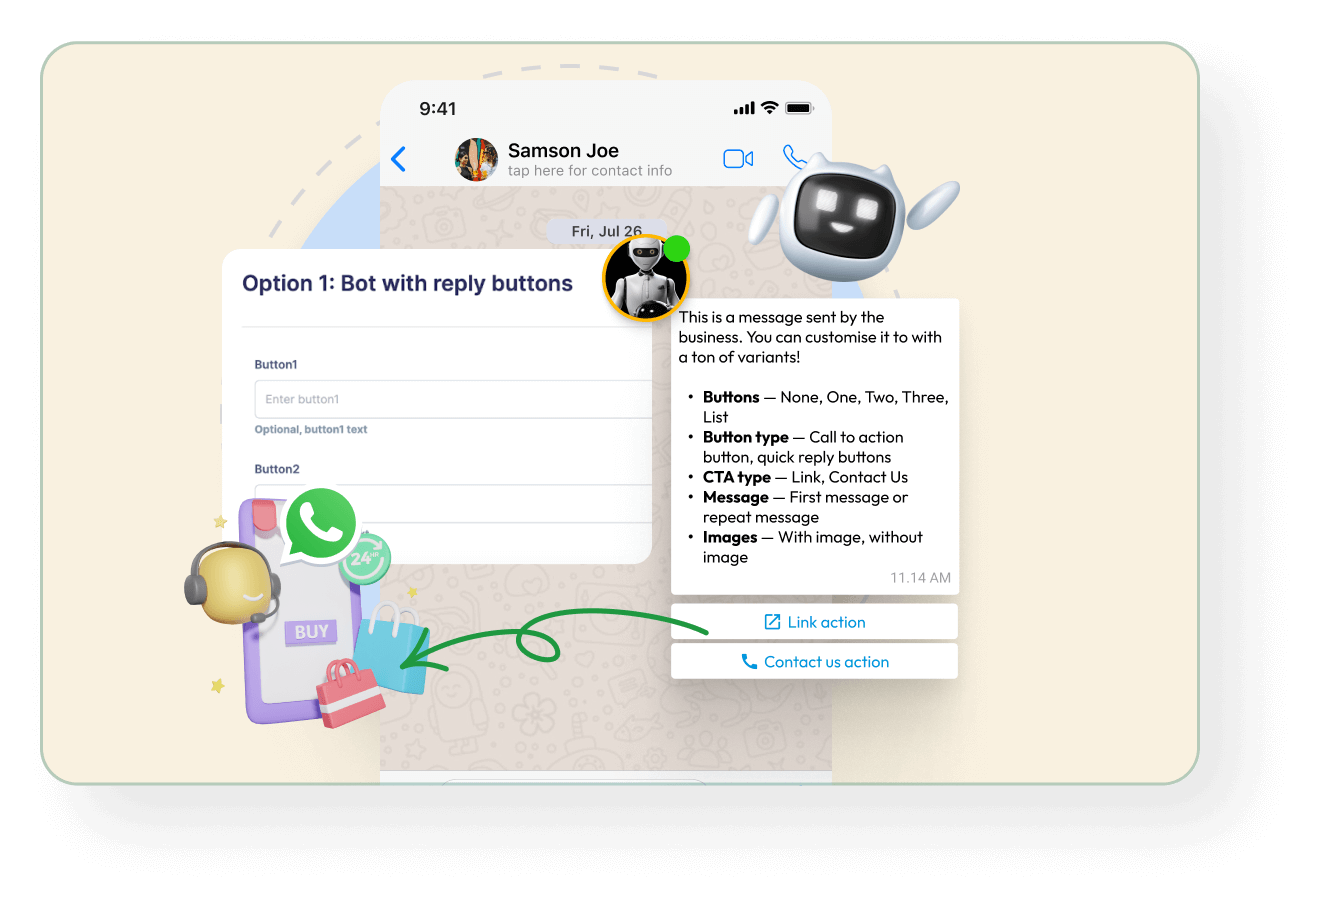 9:41
Samson Joe
tap here for contact info
Fri, Jul 26
Option 1: Bot with reply buttons
Button1
Enter button1
Optional, button1 text
Button2
This is a message sent by the
business. You can customise it to with
a ton of variants!
• Buttons — None, One, Two, Three,
List
• Button type — Call to action
button, quick reply buttons
• CTA type — Link, Contact Us
• Message — First message or
repeat message
• Images — With image, without
image
11.14 AM
Link action
Contact us action
24 HR
BUY